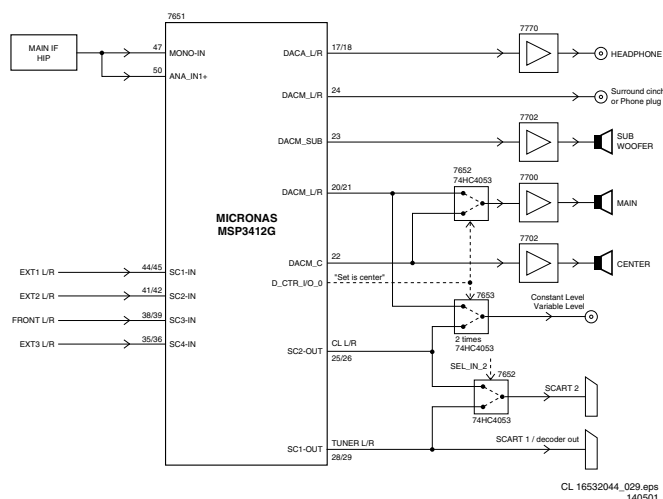 7651
MAIN IF
HIP
47
MONO-IN
50
ANA_IN1+
DACA_L/R
17/18
7770
HEADPHONE
DACM_L/R
24
Surround cinch
or Phone plug
DACM_SUB
23
7702
SUB
WOOFER
DACM_L/R
20/21
7652
74HC4053
7700
MAIN
MICRONAS
MSP3412G
DACM_C
22
7702
CENTER
D_CTR_I/O_0
"Set is center"
EXT1 L/R
44/45
SC1-IN
EXT2 L/R
41/42
SC2-IN
FRONT L/R
38/39
SC3-IN
EXT3 L/R
35/36
SC4-IN
7653
Constant Level
Variable Level
2 times
74HC4053
SC2-OUT
CL L/R
25/26
SEL_IN_2
7652
74HC4053
SCART 2
SC1-OUT
TUNER L/R
28/29
SCART 1 / decoder out
CL 16532044_029.eps
140501